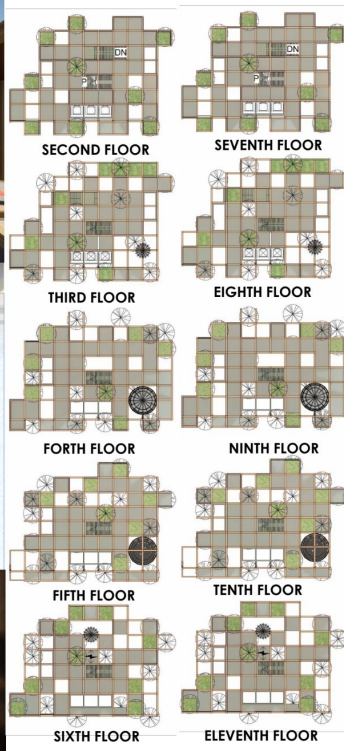 DN
DN
P
P
SECOND FLOOR
SEVENTH FLOOR
THIRD FLOOR
EIGHTH FLOOR
FORTH FLOOR
NINTH FLOOR
FIFTH FLOOR
TENTH FLOOR
SIXTH FLOOR
ELEVENTH FLOOR